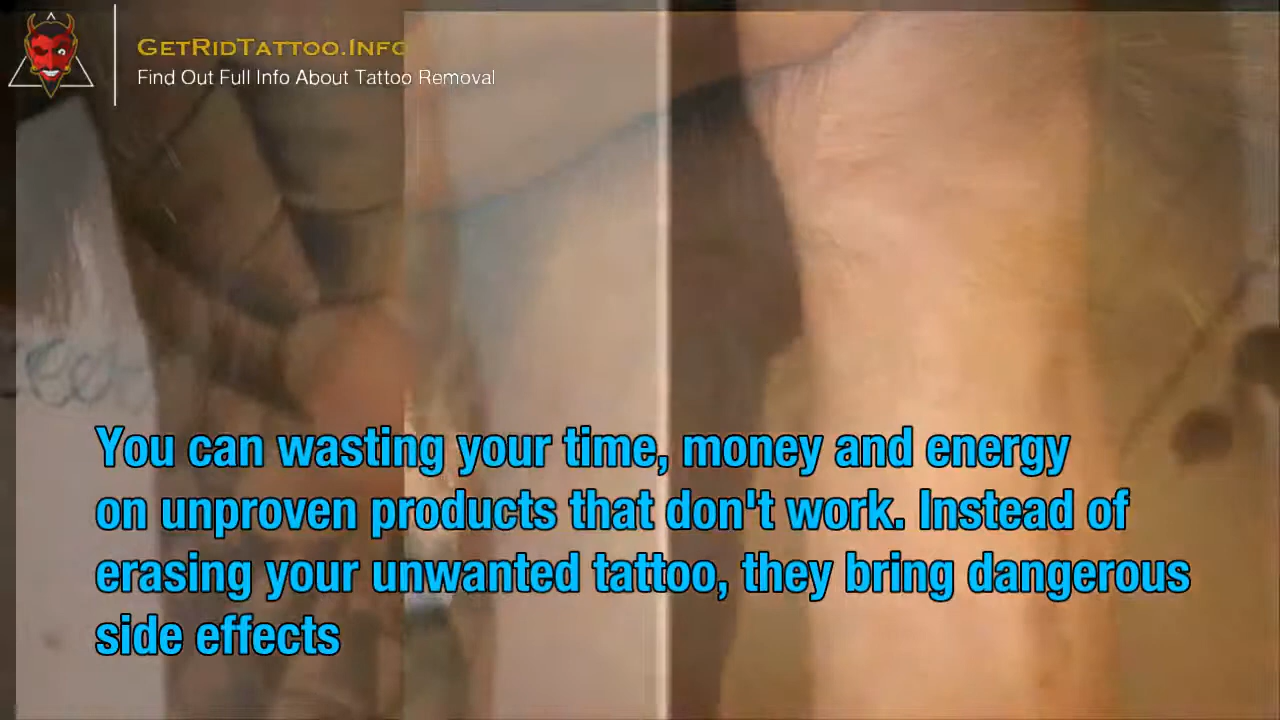 GetRidTattoo.Info
Find Out Full Info About Tattoo Removal
You can wasting your time, money and energy
on unproven products that don't work. Instead of
erasing your unwanted tattoo, they bring dangerous
side effects